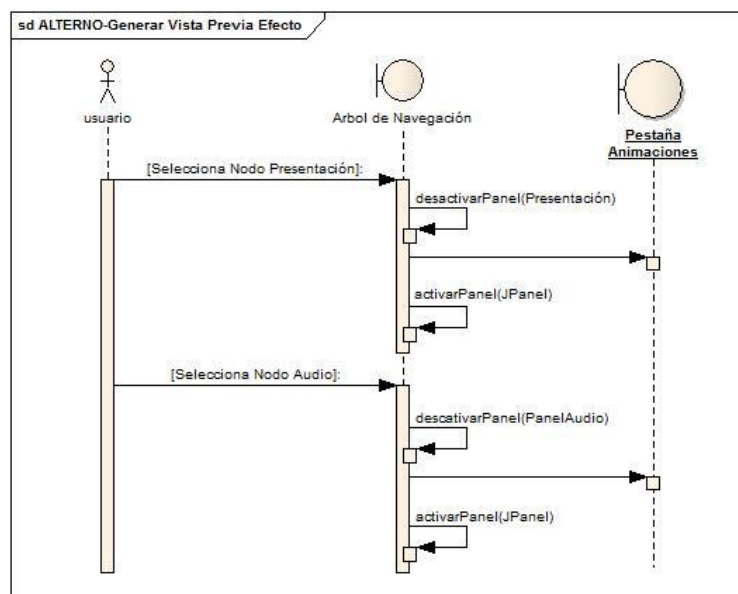 sd ALTERNO-Generar Vista Previa Efecto
usuario
Arbol de Navegación
Pestaña
Animaciones
[Selecciona Nodo Presentación]:
desactivarPanel(Presentación)
activarPanel(JPanel)
[Selecciona Nodo Audio]:
descativarPanel(PanelAudio)
activarPanel(JPanel)